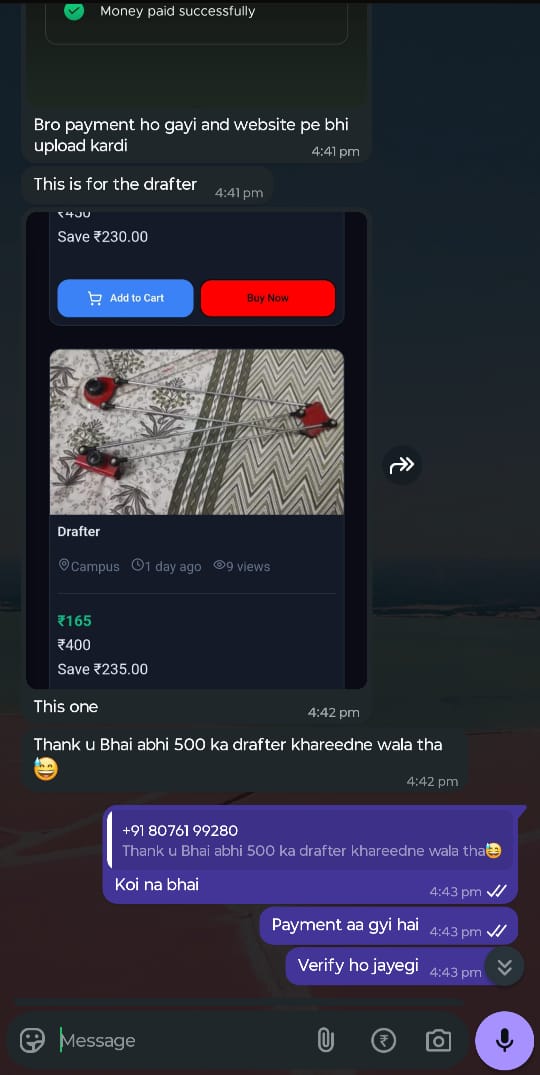 Money paid successfully
Bro payment ho gayi and website pe bhi
upload kardi
4:41 pm
This is for the drafter
4:41 pm
₹450
Save ₹230.00
Add to Cart
Buy Now
Drafter
Campus 1 day ago 9 views
₹165
₹400
Save ₹235.00
This one
4:42 pm
Thank u Bhai abhi 500 ka drafter khareedne wala tha
😅
4:42 pm
+91 80761 99280
Thank u Bhai abhi 500 ka drafter khareedne wala tha😅
Koi na bhai
4:43 pm
Payment aa gyi hai
4:43 pm
Verify ho jayegi
4:43 pm
Message